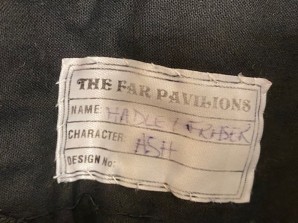 THE FAR PAVILIONS
NAME: HADLEY FRASER
CHARACTER: ASH
DESIGN No: